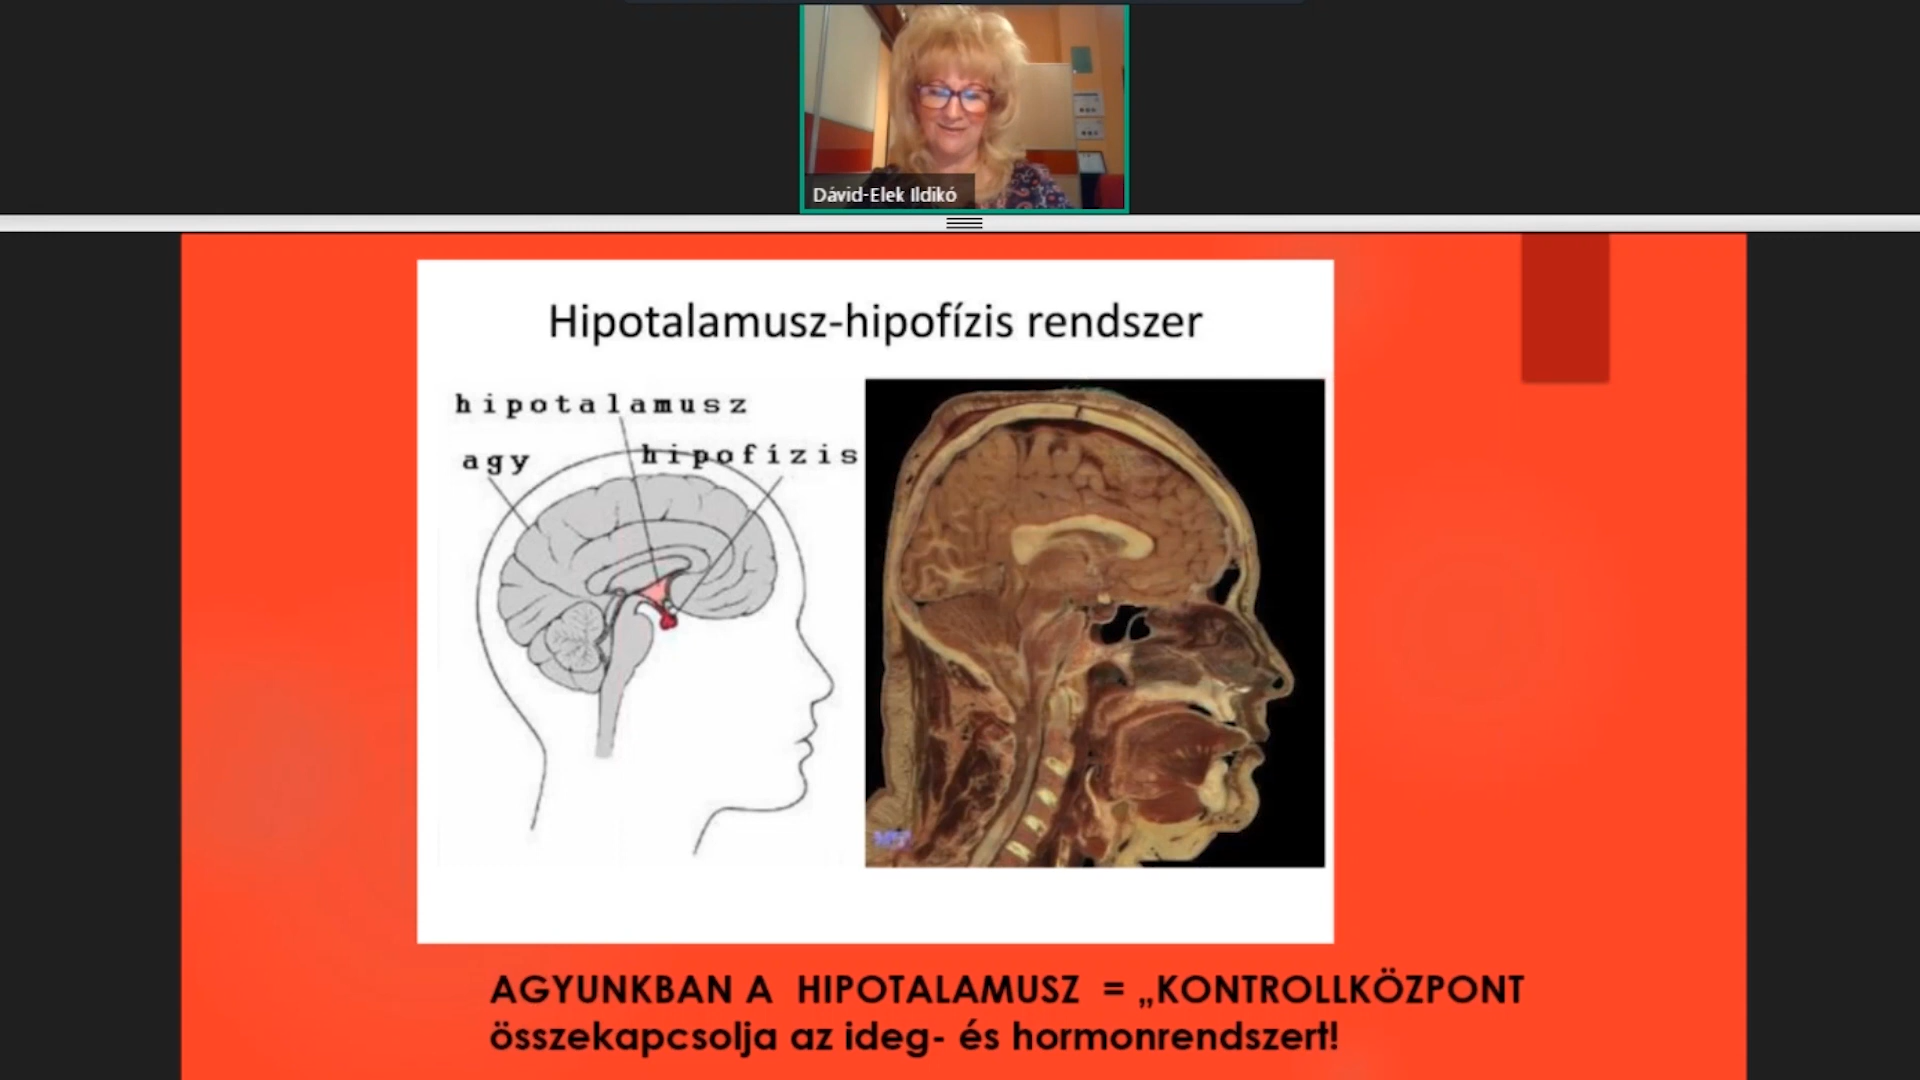 Dávid-Elek Ildikó
Hipotalamusz-hipofízis rendszer
hipotalamusz
agy
hipofízis
AGYUNKBAN A HIPOTALAMUSZ = „KONTROLLKÖZPONT
összekapcsolja az ideg- és hormonrendszert!